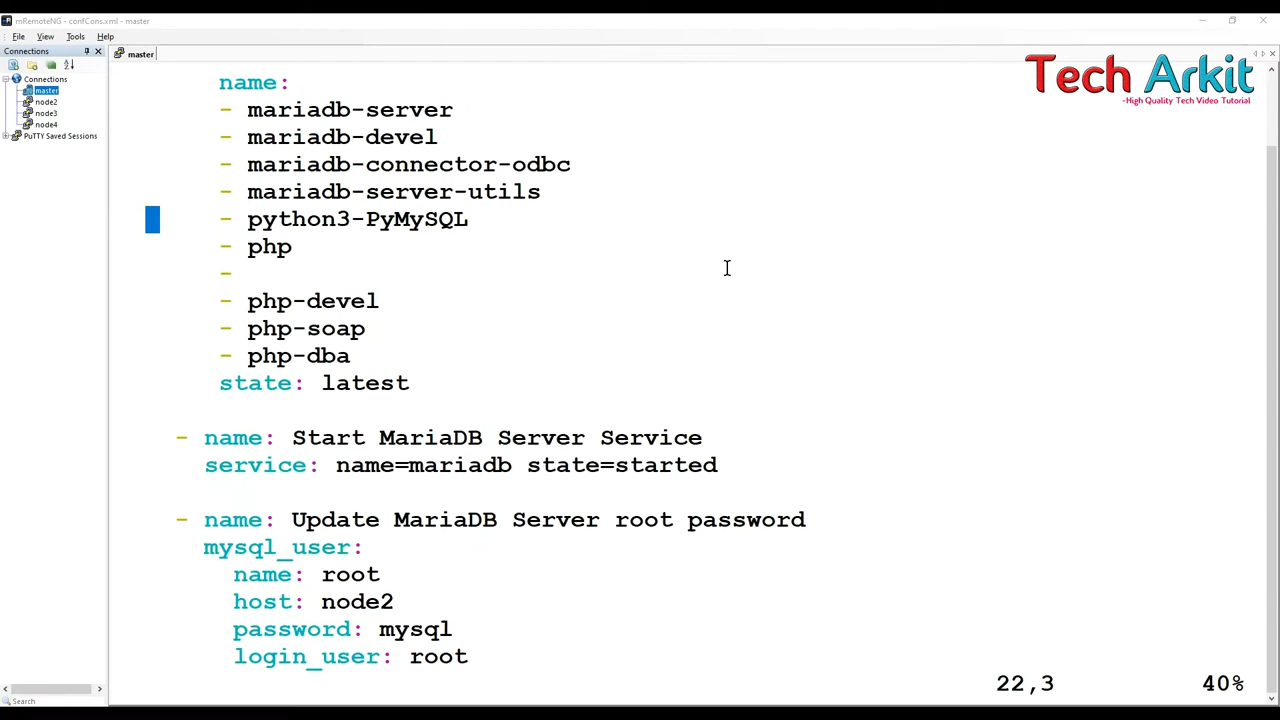 mRemoteNG - confCons.xml - master
File View Tools Help
Connections
master
Connections
master
node2
node3
node4
PuTTY Saved Sessions
Search
Tech Arkit
-High Quality Tech Video Tutorial
name:
- mariadb-server
- mariadb-devel
- mariadb-connector-odbc
- mariadb-server-utils
- python3-PyMySQL
- php
-
- php-devel
- php-soap
- php-dba
state: latest
- name: Start MariaDB Server Service
service: name=mariadb state=started
- name: Update MariaDB Server root password
mysql_user:
name: root
host: node2
password: mysql
login_user: root
22,3 40%